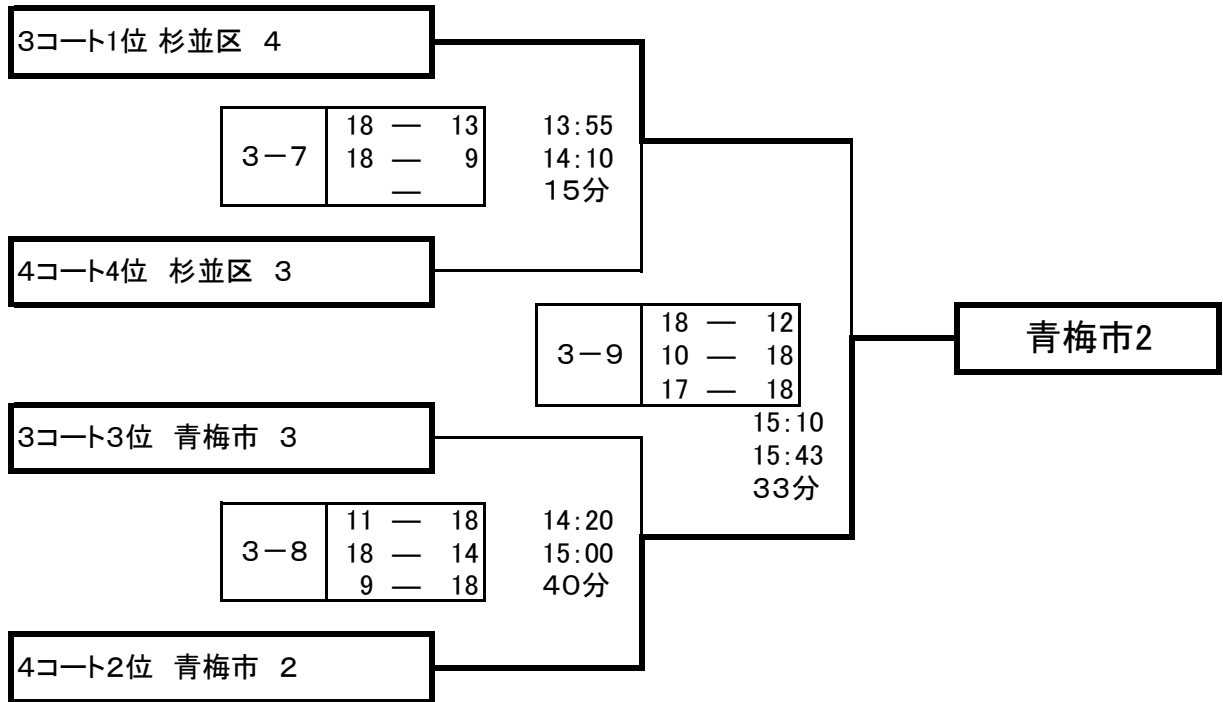 3コート1位 杉並区　4
3－7
18 ― 13
18 ― 9
―
13:55
14:10
15分
4コート4位　杉並区　3
3－9
18 ― 12
10 ― 18
17 ― 18
15:10
15:43
33分
青梅市2
3コート3位　青梅市　3
3－8
11 ― 18
18 ― 14
9 ― 18
14:20
15:00
40分
4コート2位　青梅市　2